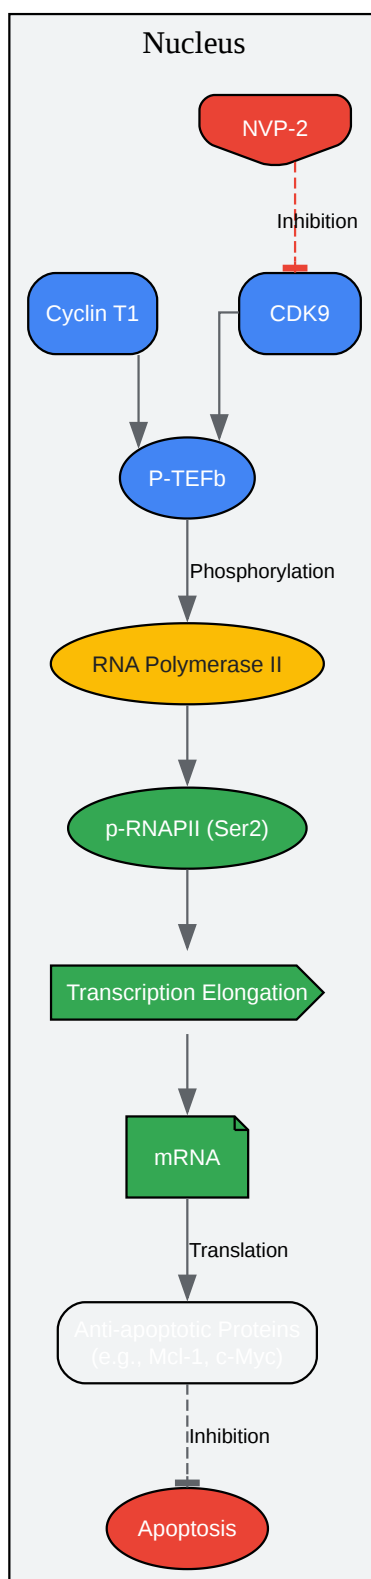 Nucleus
NVP-2
Inhibition
Cyclin T1
CDK9
P-TEFb
Phosphorylation
RNA Polymerase II
p-RNAPII (Ser2)
Transcription Elongation
mRNA
Translation
Anti-apoptotic Proteins
(e.g., Mcl-1, c-Myc)
Inhibition
Apoptosis